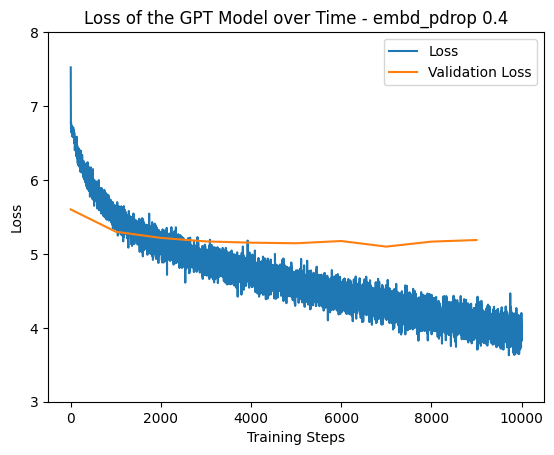 Loss of the GPT Model over Time - embd_pdrop 0.4
Loss
Validation Loss
8
7
6
5
4
3
Loss
0
2000
4000
6000
8000
10000
Training Steps